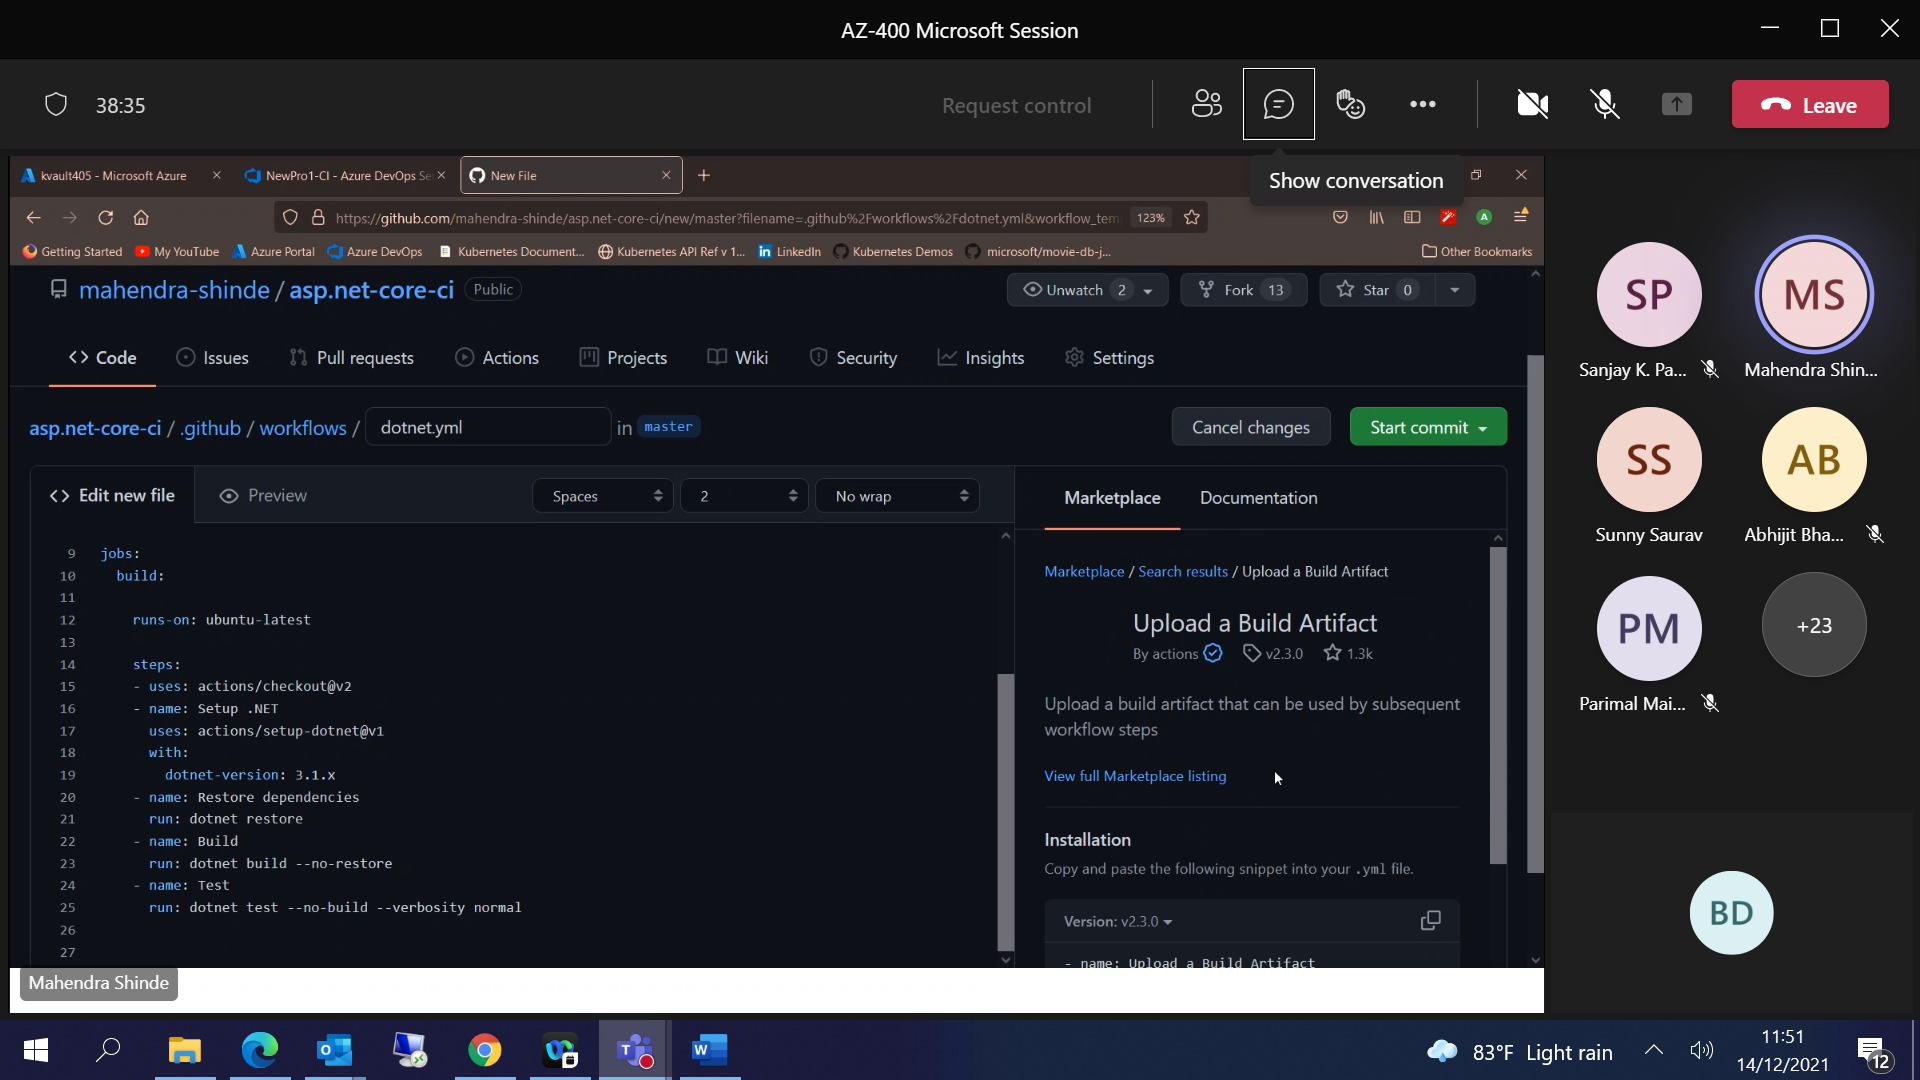 AZ-400 Microsoft Session
38:35
Request control
Leave
kvault405 - Microsoft Azure
NewPro1-CI - Azure DevOps Se
New File
Show conversation
https://github.com/mahendra-shinde/asp.net-core-ci/new/master?filename=.github%2Fworkflows%2Fdotnet.yml&workflow_tem
123%
A
Getting Started
My YouTube
Azure Portal
Azure DevOps
Kubernetes Document...
Kubernetes API Ref v 1...
LinkedIn
Kubernetes Demos
microsoft/movie-db-j...
Other Bookmarks
mahendra-shinde / asp.net-core-ci Public
Unwatch 2
Fork 13
Star 0
Code
Issues
Pull requests
Actions
Projects
Wiki
Security
Insights
Settings
asp.net-core-ci / .github / workflows / dotnet.yml in master
Cancel changes
Start commit
Edit new file
Preview
Spaces
2
No wrap
Marketplace
Documentation
9 jobs:
10 build:
11
12 runs-on: ubuntu-latest
13
14 steps:
15 - uses: actions/checkout@v2
16 - name: Setup .NET
17 uses: actions/setup-dotnet@v1
18 with:
19 dotnet-version: 3.1.x
20 - name: Restore dependencies
21 run: dotnet restore
22 - name: Build
23 run: dotnet build --no-restore
24 - name: Test
25 run: dotnet test --no-build --verbosity normal
26
27
Marketplace / Search results / Upload a Build Artifact
Upload a Build Artifact
By actions v2.3.0 1.3k
Upload a build artifact that can be used by subsequent
workflow steps
View full Marketplace listing
Installation
Copy and paste the following snippet into your .yml file.
Version: v2.3.0
- name: Upload a Build Artifact
Mahendra Shinde
SP
Sanjay K. Pa...
MS
Mahendra Shin...
SS
Sunny Saurav
AB
Abhijit Bha...
PM
Parimal Mai...
+23
BD
83°F Light rain
11:51
14/12/2021
12